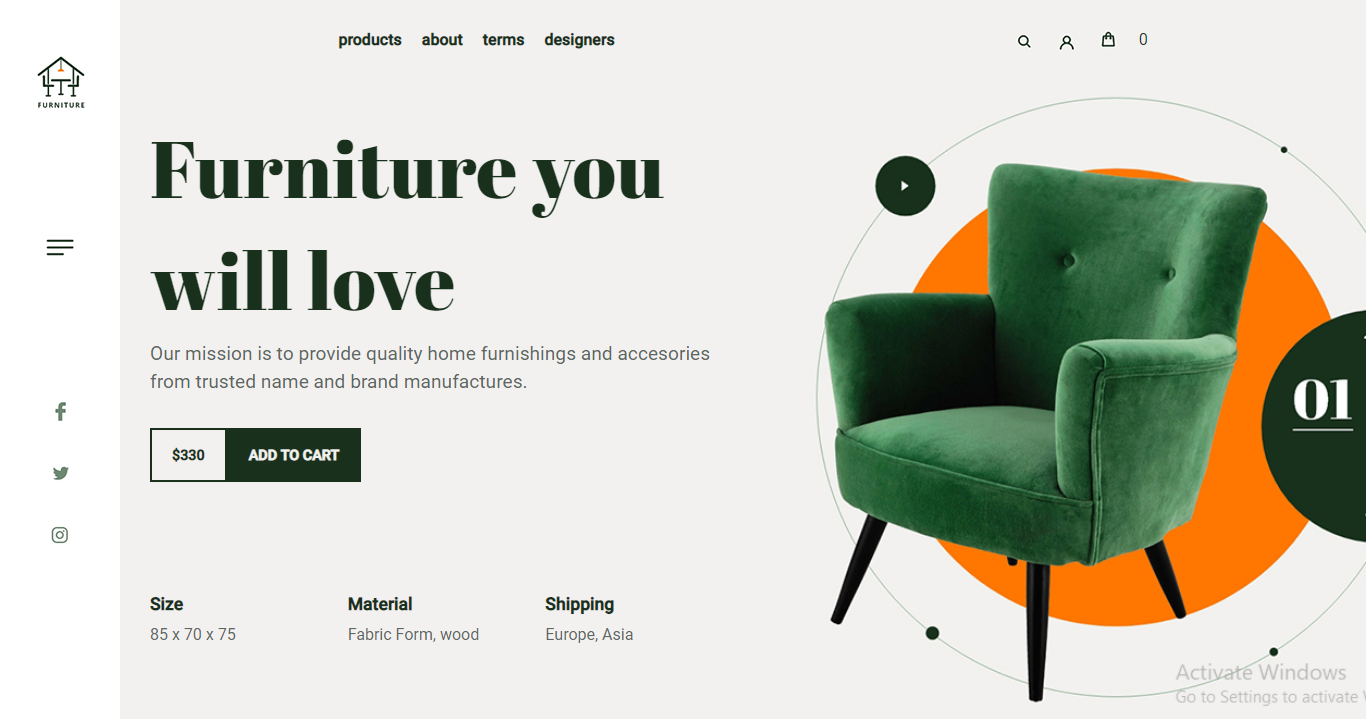 FURNITURE
products about terms designers
0
Furniture you
will love
Our mission is to provide quality home furnishings and accesories
from trusted name and brand manufactures.
$330 ADD TO CART
Size
85 x 70 x 75
Material
Fabric Form, wood
Shipping
Europe, Asia
01
Activate Windows
Go to Settings to activate